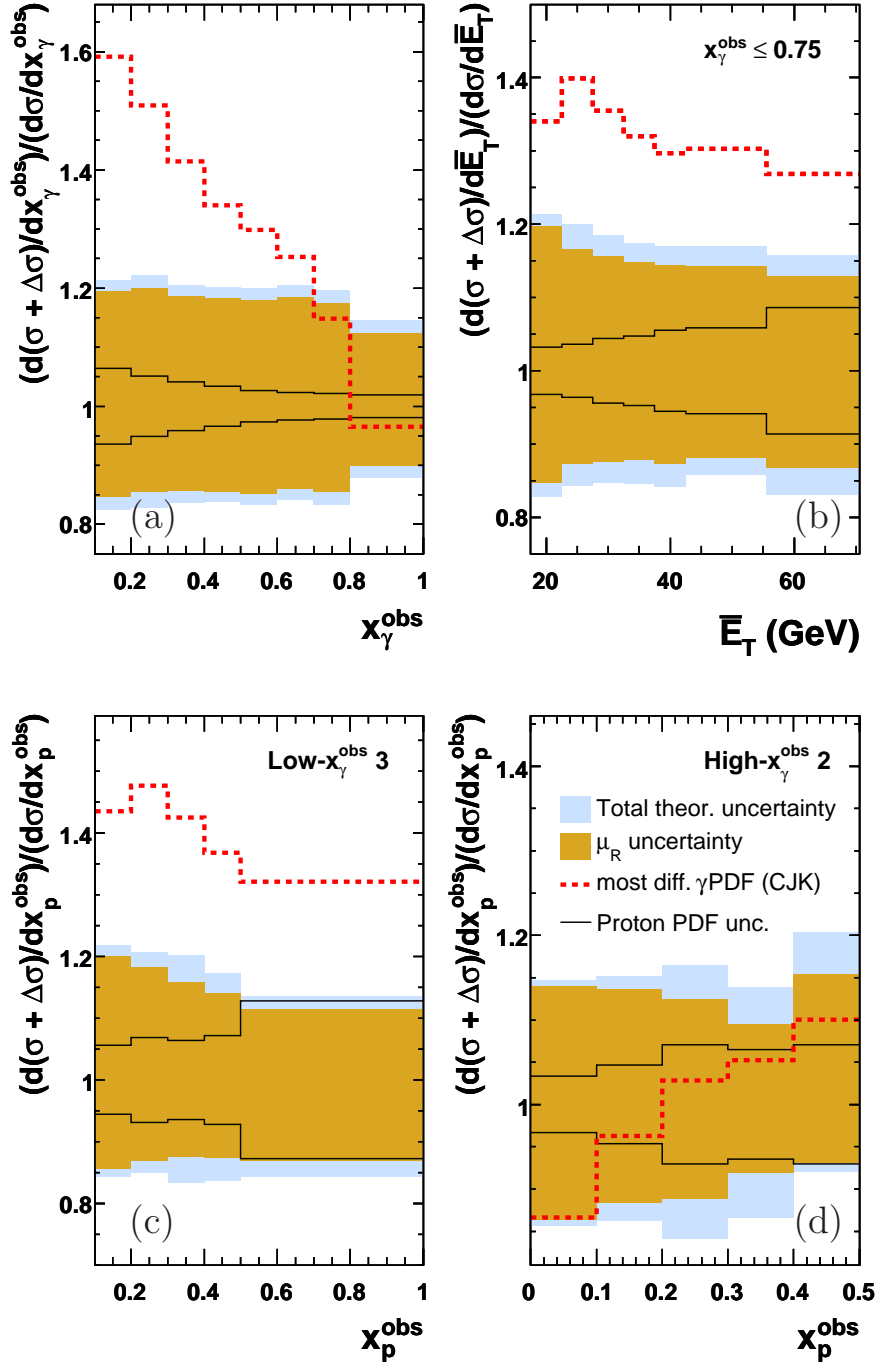 (d(σ + Δσ)/dx_γ^obs)/(dσ/dx_γ^obs)
1.6
1.4
1.2
1
0.8
(a)
0.2 0.4 0.6 0.8 1
x_γ^obs
(d(σ + Δσ)/dE̅_T)/(dσ/dE̅_T)
x_γ^obs ≤ 0.75
1.4
1.2
1
0.8
(b)
20 40 60
E̅_T (GeV)
(d(σ + Δσ)/dx_p^obs)/(dσ/dx_p^obs)
Low-x_γ^obs 3
1.4
1.2
1
0.8
(c)
0.2 0.4 0.6 0.8 1
x_p^obs
(d(σ + Δσ)/dx_p^obs)/(dσ/dx_p^obs)
High-x_γ^obs 2
1.4
Total theor. uncertainty
μ_R uncertainty
most diff. γPDF (CJK)
Proton PDF unc.
1.2
1
(d)
0 0.1 0.2 0.3 0.4 0.5
x_p^obs